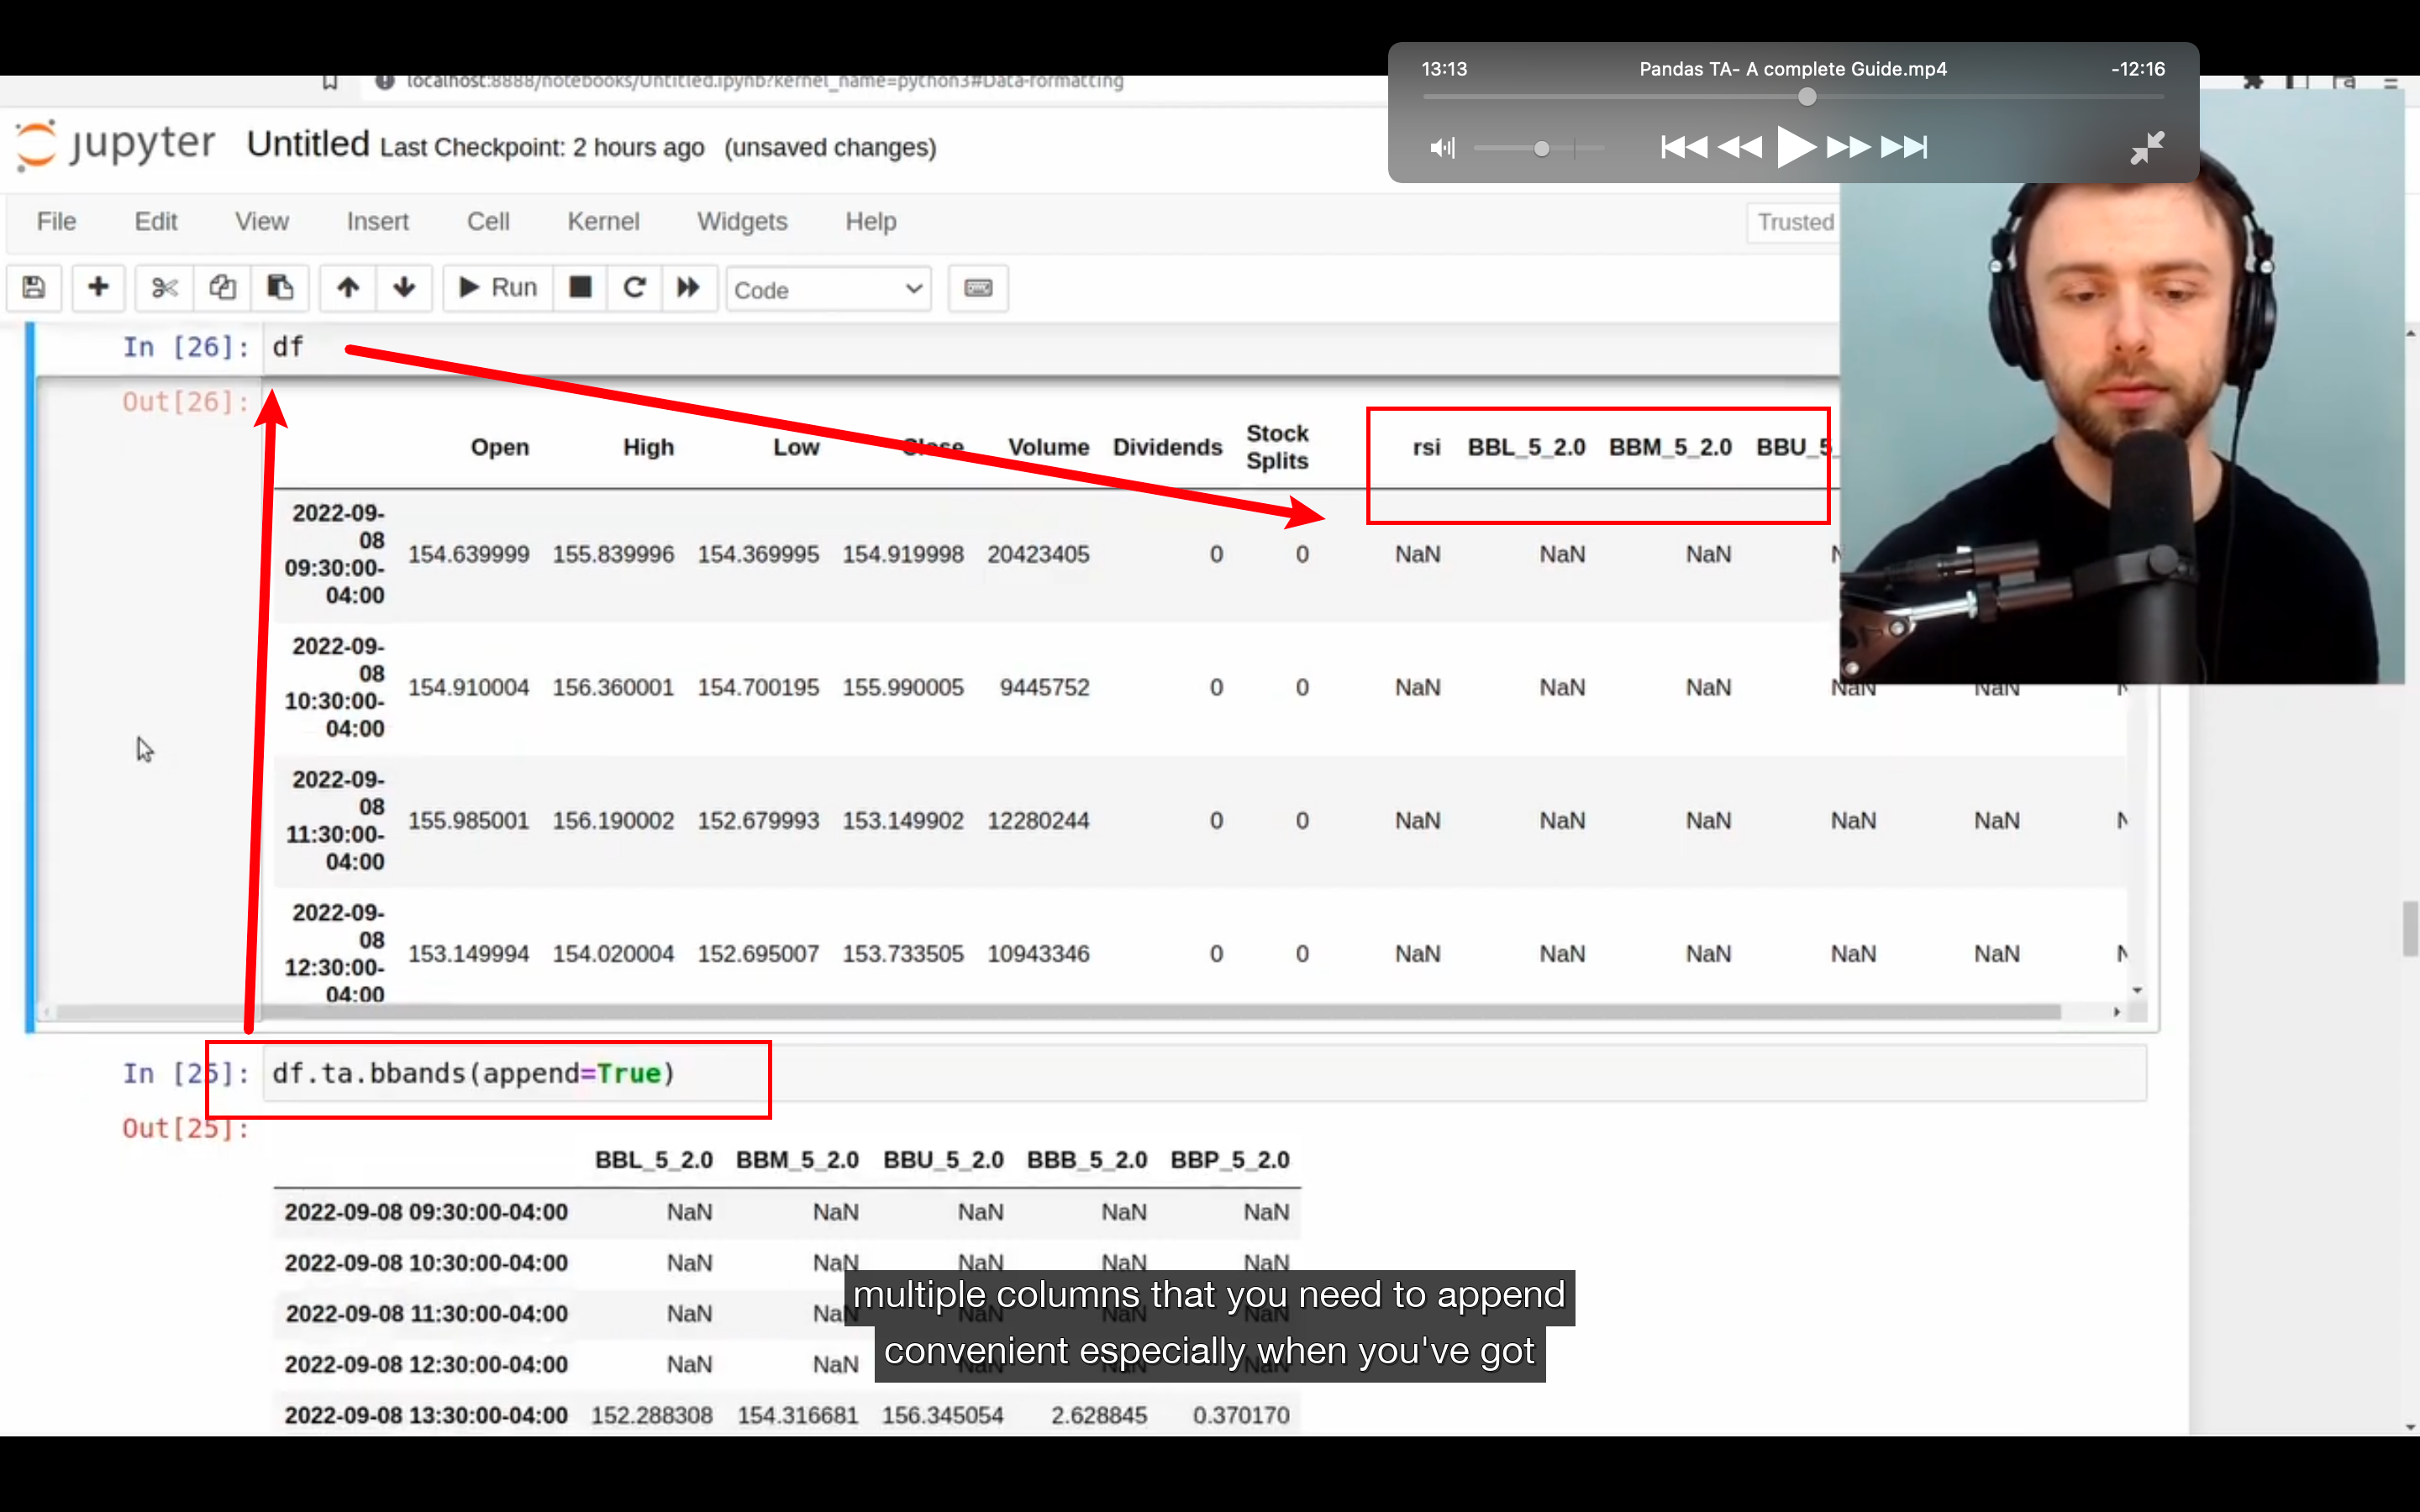 13:13 Pandas TA- A complete Guide.mp4 -12:16
localhost:8888/notebooks/Untitled.ipynb?kernel_name=python3#Data-formatting
jupyter Untitled Last Checkpoint: 2 hours ago (unsaved changes)
File Edit View Insert Cell Kernel Widgets Help Trusted
Run Code
In [26]: df
Out[26]:
Open High Low Close Volume Dividends Stock Splits rsi BBL_5_2.0 BBM_5_2.0 BBU_5_
2022-09-
08
09:30:00-
04:00 154.639999 155.839996 154.369995 154.919998 20423405 0 0 NaN NaN NaN
2022-09-
08
10:30:00-
04:00 154.910004 156.360001 154.700195 155.990005 9445752 0 0 NaN NaN NaN NaN NaN
2022-09-
08
11:30:00-
04:00 155.985001 156.190002 152.679993 153.149902 12280244 0 0 NaN NaN NaN NaN NaN
2022-09-
08
12:30:00-
04:00 153.149994 154.020004 152.695007 153.733505 10943346 0 0 NaN NaN NaN NaN NaN
In [25]: df.ta.bbands(append=True)
Out[25]:
BBL_5_2.0 BBM_5_2.0 BBU_5_2.0 BBB_5_2.0 BBP_5_2.0
2022-09-08 09:30:00-04:00 NaN NaN NaN NaN NaN
2022-09-08 10:30:00-04:00 NaN NaN NaN NaN NaN
2022-09-08 11:30:00-04:00 NaN NaN
2022-09-08 12:30:00-04:00 NaN NaN
2022-09-08 13:30:00-04:00 152.288308 154.316681 156.345054 2.628845 0.370170
multiple columns that you need to append
convenient especially when you've got